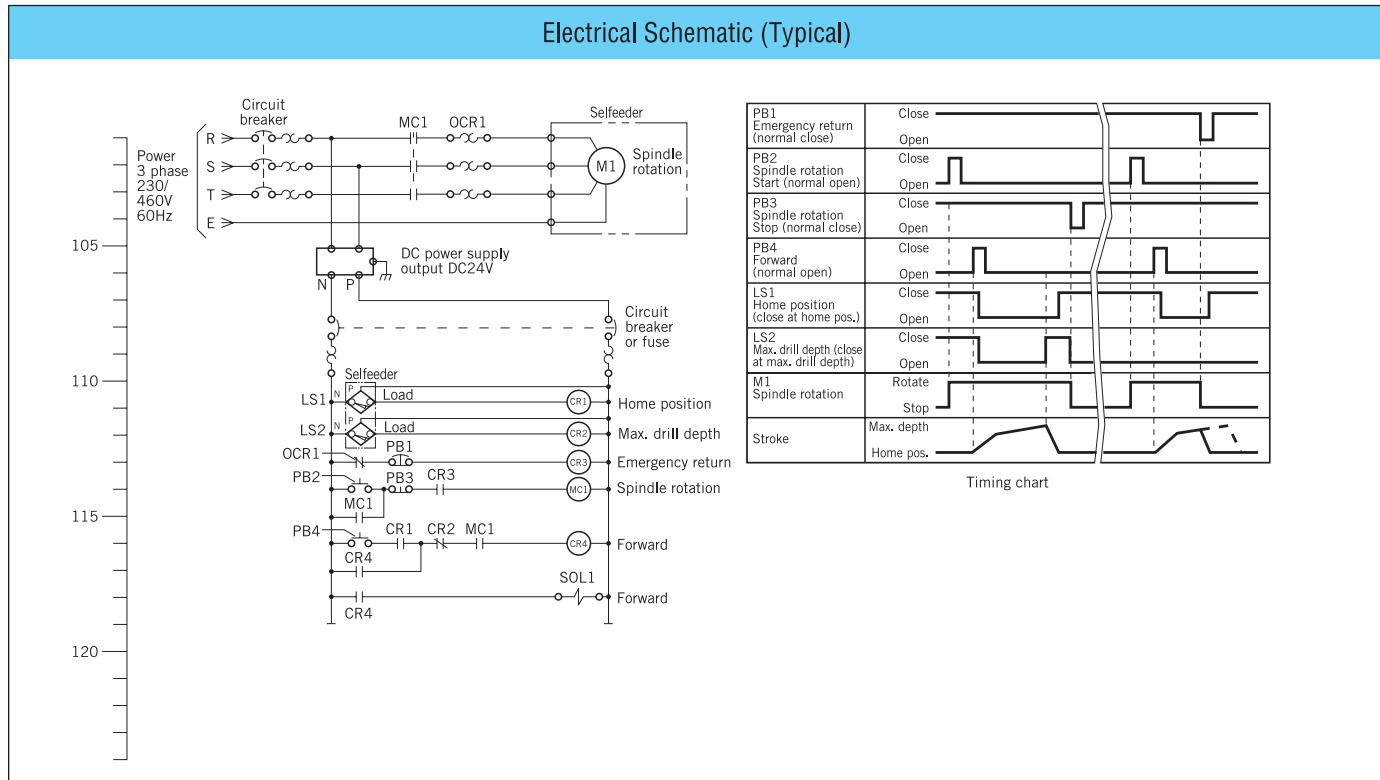 Electrical Schematic (Typical)
Circuit
breaker
MC1
OCR1
Selfeeder
Power
3 phase
230/
460V
60Hz
R
S
T
E
M1
Spindle
rotation
105
DC power supply
output DC24V
N
P
Circuit
breaker
or fuse
110
Selfeeder
LS1
N
P
Load
CR1
Home position
LS2
N
P
Load
CR2
Max. drill depth
OCR1
PB1
CR3
Emergency return
PB2
PB3
CR3
MC1
Spindle rotation
MC1
115
PB4
CR1
CR2
MC1
CR4
Forward
CR4
SOL1
Forward
CR4
120
PB1
Emergency return
(normal close)
Close
Open
PB2
Spindle rotation
Start (normal open)
Close
Open
PB3
Spindle rotation
Stop (normal close)
Close
Open
PB4
Forward
(normal open)
Close
Open
LS1
Home position
(close at home pos.)
Close
Open
LS2
Max. drill depth (close
at max. drill depth)
Close
Open
M1
Spindle rotation
Rotate
Stop
Stroke
Max. depth
Home pos.
Timing chart